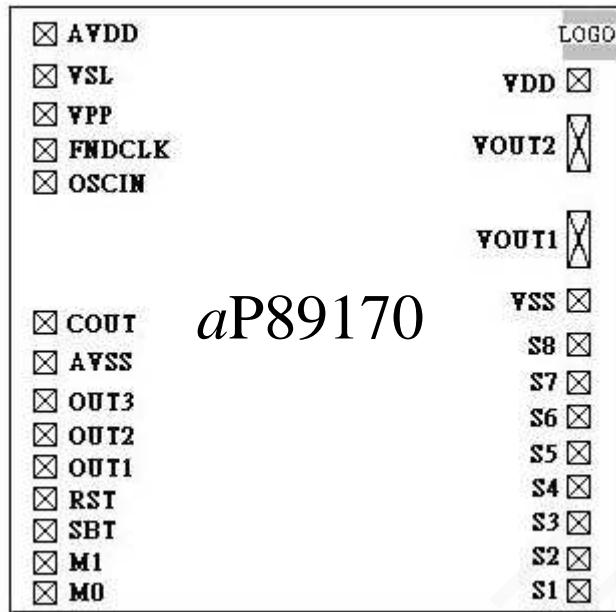 AVDD
VSL
VPP
FNDCLK
OSCIN
COUT
AVSS
OUT3
OUT2
OUT1
RST
SBT
M1
M0
aP89170
LOGO
VDD
VOUT2
VOUT1
VSS
S8
S7
S6
S5
S4
S3
S2
S1